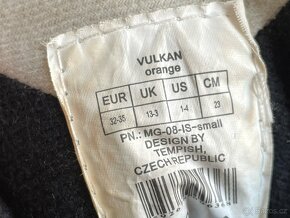 VULKAN
orange
EUR UK US CM
32-35 13-3 1-4 23
PN.: MG-08-IS-small
DESIGN BY
TEMPISH,
CZECH REPUBLIC